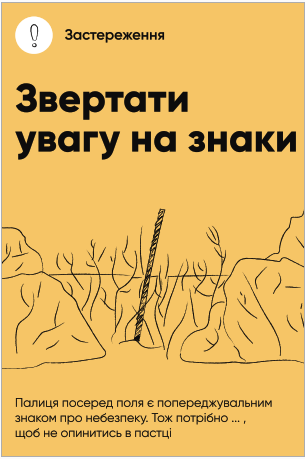 Застереження
Звертати
увагу на знаки
Палиця посеред поля є попереджувальним
знаком про небезпеку. Тож потрібно ... ,
щоб не опинитись в пастці